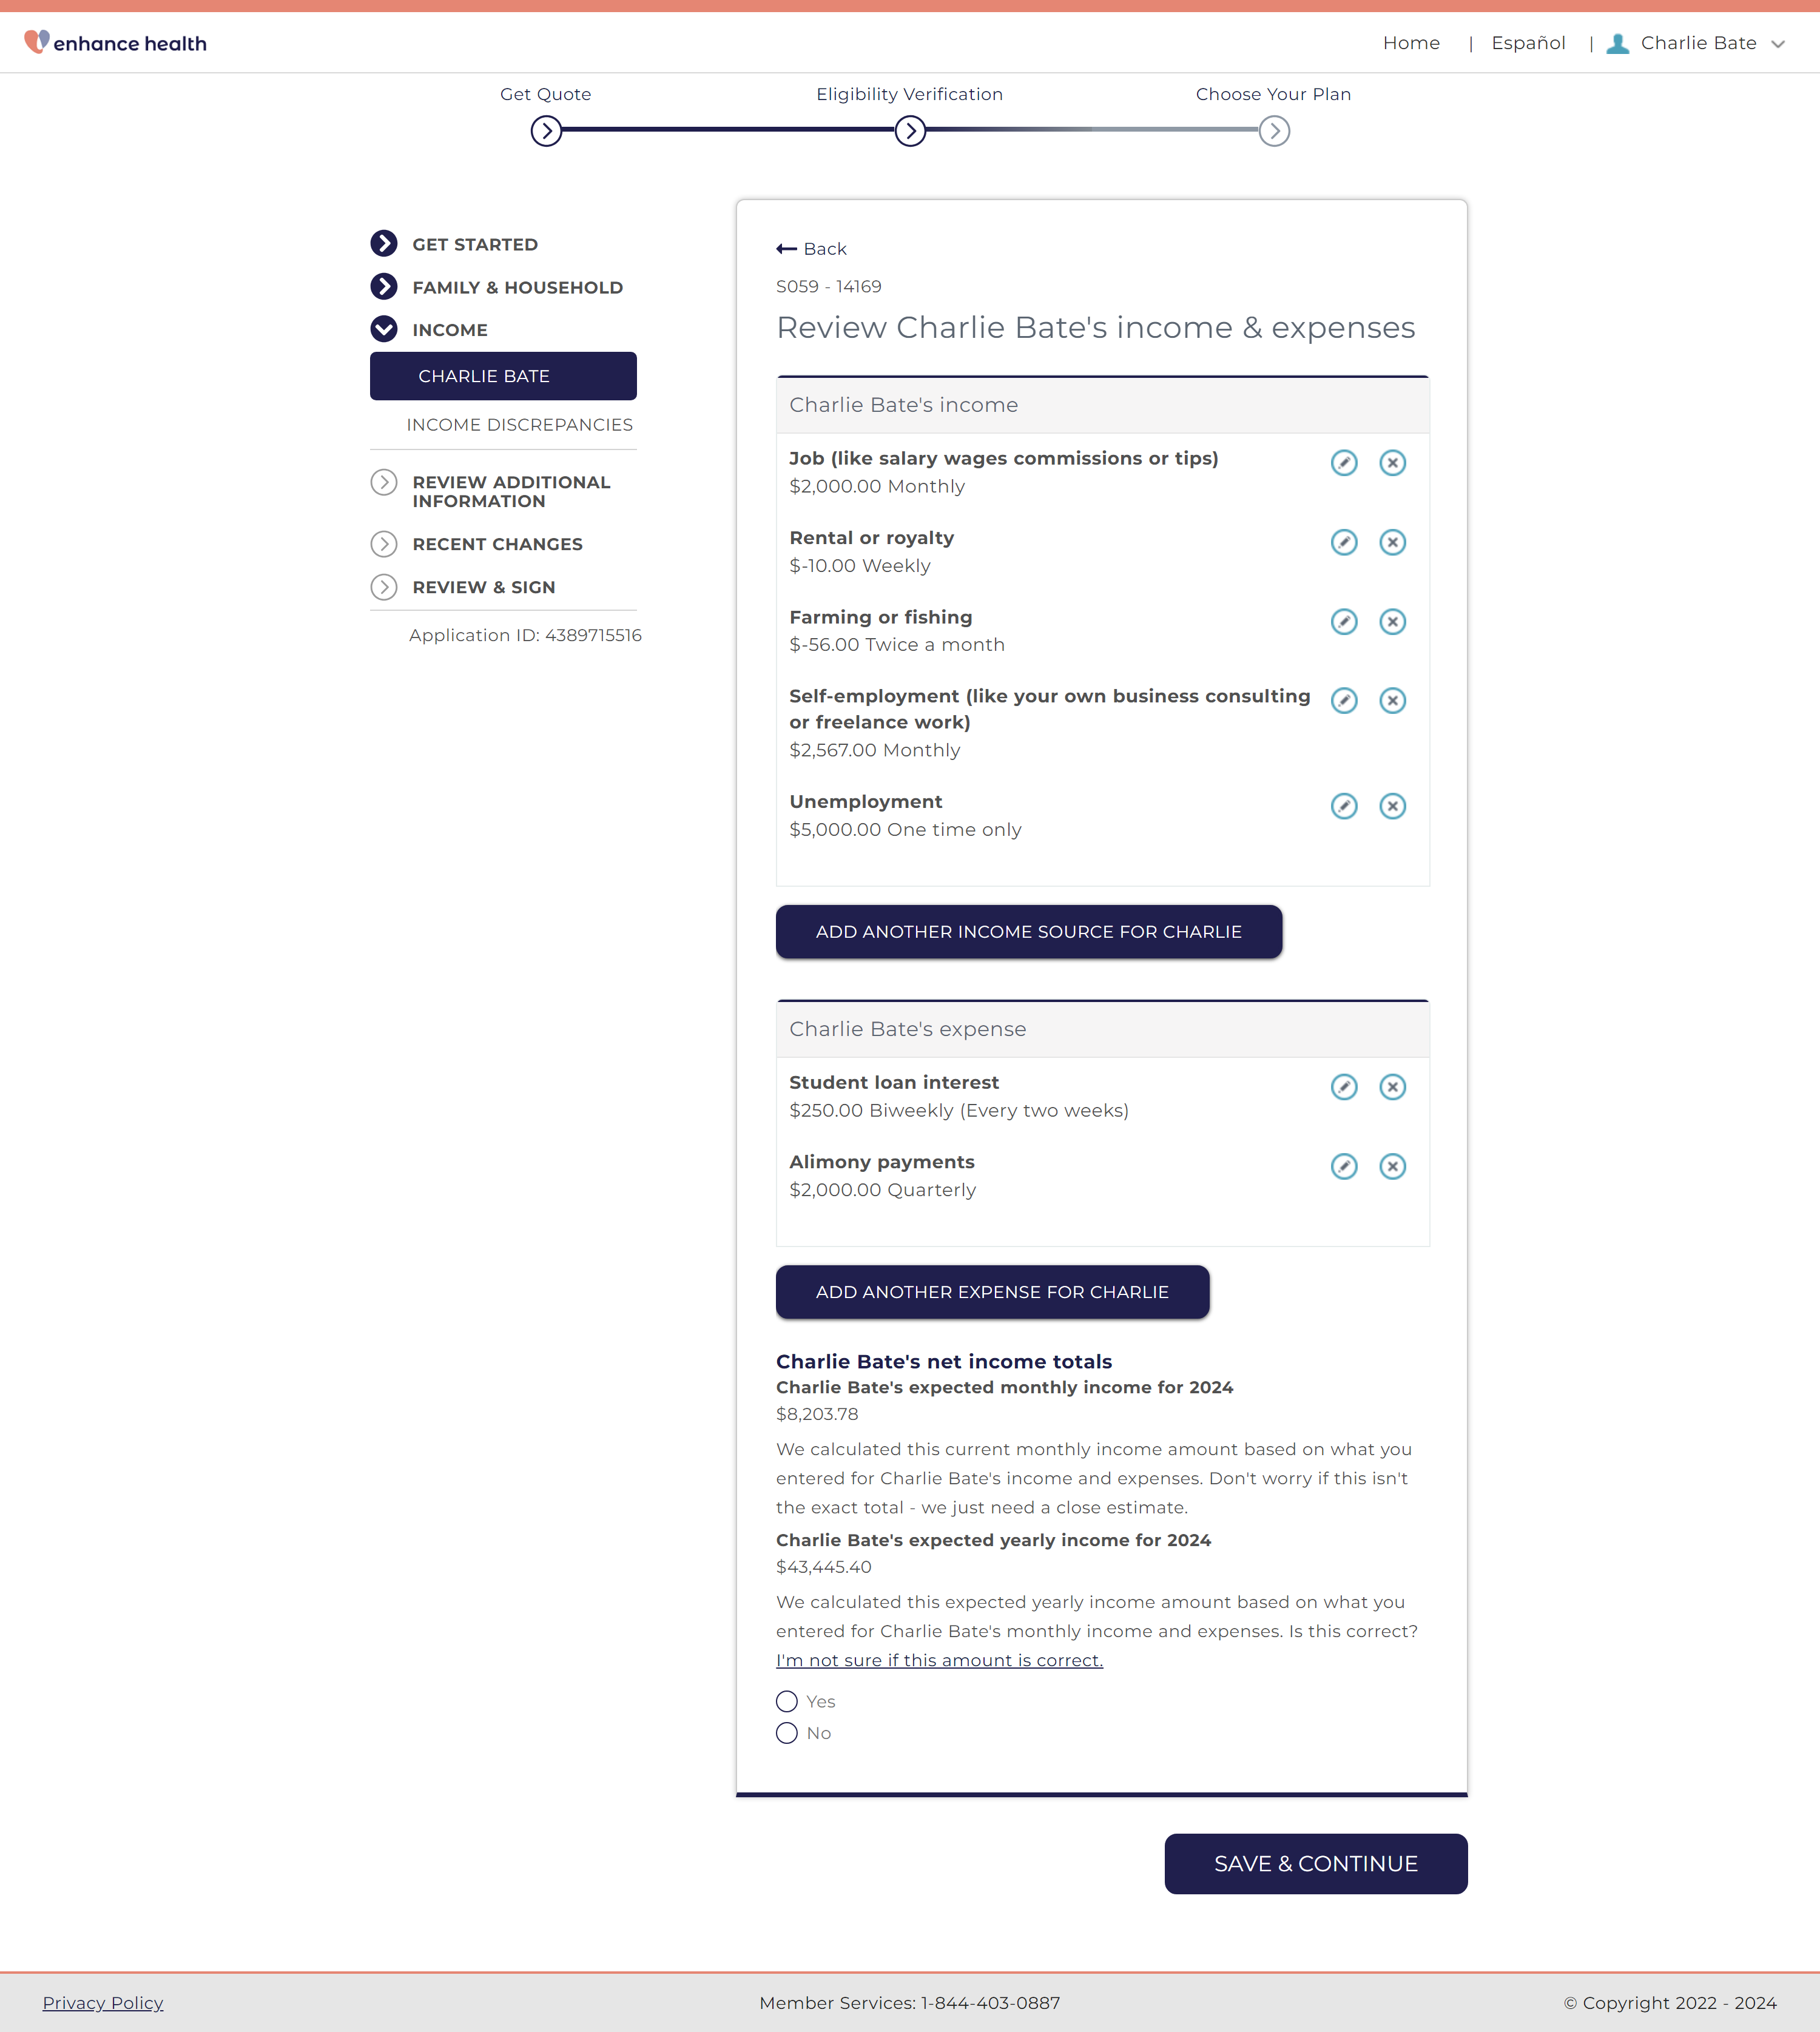 enhance health
Home | Español | Charlie Bate
Get Quote
Eligibility Verification
Choose Your Plan
GET STARTED
FAMILY & HOUSEHOLD
INCOME
CHARLIE BATE
INCOME DISCREPANCIES
REVIEW ADDITIONAL
INFORMATION
RECENT CHANGES
REVIEW & SIGN
Application ID: 4389715516
Back
S059 - 14169
Review Charlie Bate's income & expenses
Charlie Bate's income
Job (like salary wages commissions or tips)
$2,000.00 Monthly
Rental or royalty
$-10.00 Weekly
Farming or fishing
$-56.00 Twice a month
Self-employment (like your own business consulting
or freelance work)
$2,567.00 Monthly
Unemployment
$5,000.00 One time only
ADD ANOTHER INCOME SOURCE FOR CHARLIE
Charlie Bate's expense
Student loan interest
$250.00 Biweekly (Every two weeks)
Alimony payments
$2,000.00 Quarterly
ADD ANOTHER EXPENSE FOR CHARLIE
Charlie Bate's net income totals
Charlie Bate's expected monthly income for 2024
$8,203.78
We calculated this current monthly income amount based on what you
entered for Charlie Bate's income and expenses. Don't worry if this isn't
the exact total - we just need a close estimate.
Charlie Bate's expected yearly income for 2024
$43,445.40
We calculated this expected yearly income amount based on what you
entered for Charlie Bate's monthly income and expenses. Is this correct?
I'm not sure if this amount is correct.
Yes
No
SAVE & CONTINUE
Privacy Policy
Member Services: 1-844-403-0887
© Copyright 2022 - 2024